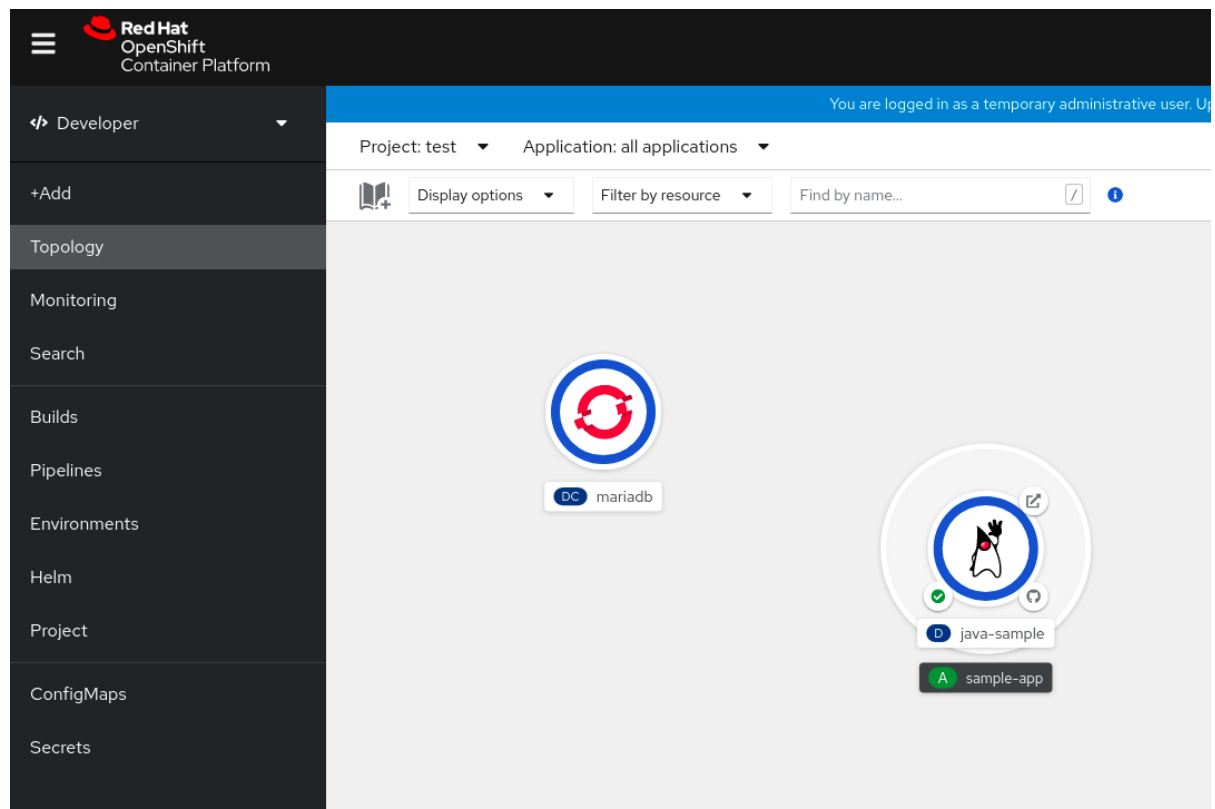 Red Hat
OpenShift
Container Platform
</> Developer
You are logged in as a temporary administrative user. Up
Project: test
Application: all applications
+Add
Display options
Filter by resource
Find by name...
/
Topology
Monitoring
Search
Builds
Pipelines
Environments
Helm
Project
ConfigMaps
Secrets
DC mariadb
D java-sample
A sample-app